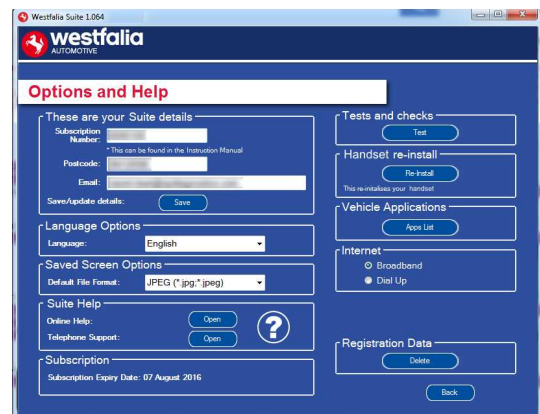 Westfalia Suite 1.064
westfalia
AUTOMOTIVE
Options and Help
These are your Suite details
Subscription
Number:
* This can be found in the Instruction Manual
Postcode:
Email:
Save/update details:
Save
Language Options
Language:
English
Saved Screen Options
Default File Format:
JPEG (*.jpg;*.jpeg)
Suite Help
Online Help:
Open
Telephone Support:
Open
?
Subscription
Subscription Expiry Date: 07 August 2016
Tests and checks
Test
Handset re-install
Re-Install
This re-initalises your handset
Vehicle Applications
Apps List
Internet
Broadband
Dial Up
Registration Data
Delete
Back